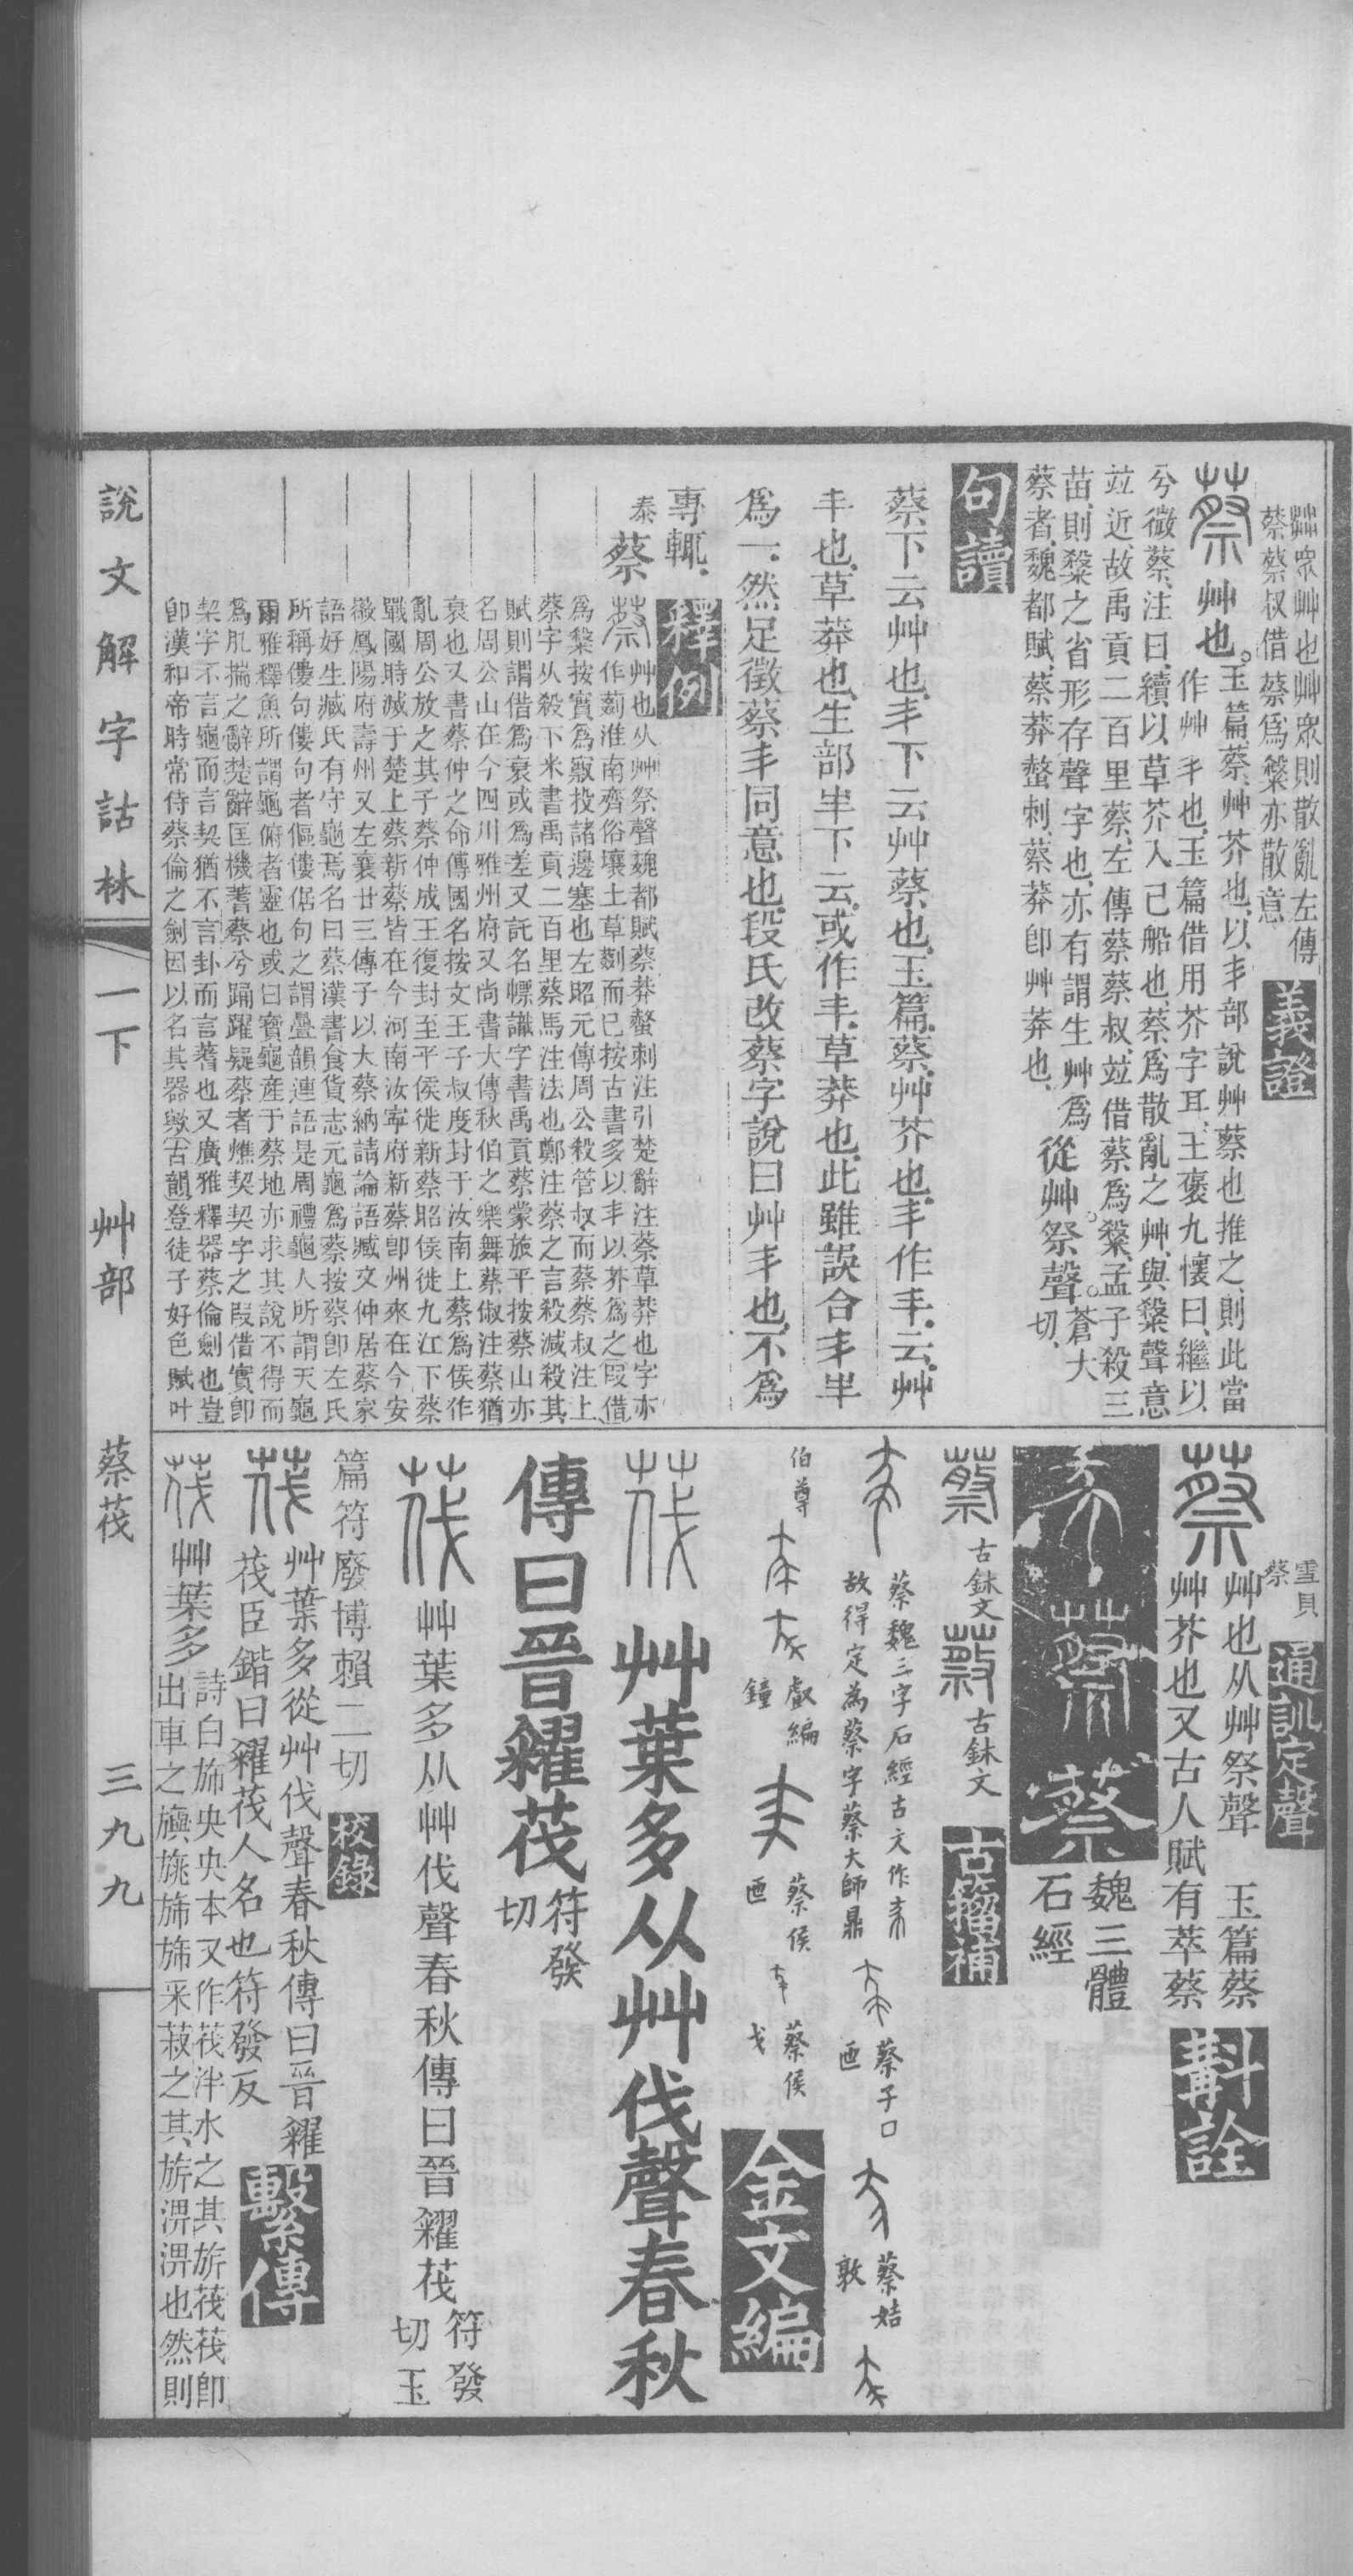 艸眾艸也艸眾則散亂左傳
蔡蔡叔借蔡爲𥻦亦散意 義證
蔡 艸也。玉篇、蔡、艸芥也、以丯部說艸蔡也推之、則此當
作艸丯也、玉篇借用芥字耳、王褒九懷曰、繼以
兮微蔡、注曰、續以草芥入己船也、蔡爲散亂之艸、與𥻦聲意
竝近、故禹貢二百里蔡、左傳蔡蔡叔、竝借蔡爲𥻦、孟子殺三
苗、則𥻦之省形存聲字也、亦有謂生艸爲
蔡者、魏都賦、蔡莽螫刺、蔡莽卽艸莽也、
從艸。祭聲。蒼大
切、
句讀
蔡下云艸也、丯下云艸蔡也、玉篇、蔡、艸芥也、丯作丰、云、艸
丰也、草莽也、生部半下云、或作丰、草莽也、此雖誤合丯半
爲一、然足徵蔡丯同意也、段氏改蔡字說曰艸丯也、不爲
專輒、 釋例
泰 蔡
蔡 艸也从艸祭聲魏都賦蔡莽螫刺注引楚辭注蔡草莽也字亦
作䓶淮南齊俗壤土草䓶而已按古書多以丰以芥爲之叚借
爲𥻦按實爲㲋投諸邊塞也左昭元傳周公殺管叔而蔡蔡叔注上
蔡字从殺下米書禹貢二百里蔡馬注法也鄭注蔡之言殺減殺其
賦則謂借爲衰或爲差又託名幖識字書禹貢蔡蒙旅平按蔡山亦
名周公山在今四川雅州府又尚書大傳秋伯之樂舞蔡俶注蔡猶
衰也又書蔡仲之命傳國名按文王子叔度封于汝南上蔡爲侯作
亂周公放之其子蔡仲成王復封至平侯徙新蔡昭侯徙九江下蔡
戰國時滅于楚上蔡新蔡皆在今河南汝寧府新蔡卽州來在今安
徽鳳陽府壽州又左襄廿三傳子以大蔡納請論語臧文仲居蔡家
語好生臧氏有守龜焉名曰蔡漢書食貨志元龜爲蔡按蔡卽左氏
所稱僂句僂句者傴僂倨句之謂疊韻連語是周禮龜人所謂天龜
爾雅釋魚所謂龜俯者靈也或曰寶龜產于蔡地亦求其說不得而
爲肊揣之辭楚辭匡機蓍蔡兮踊躍疑蔡者燋契契字之叚借實卽
契字不言龜而言契猶不言卦而言蓍也又廣雅釋器蔡倫劍也豈
卽漢和帝時常侍蔡倫之劍因以名其器歟古韻登徒子好色賦叶
雪貝
蔡 通訓定聲
蔡 艸也从艸祭聲 玉篇蔡
艸芥也又古人賦有萃蔡 斠詮
蔡 蔡 魏三體
石經
蔡 古鉥文 古鉥文 古籀補
蔡魏三字石經古文作
故得定為蔡字蔡大師鼎 蔡子□
匜 蔡姞
敦
伯尊 𠭯編
鐘 蔡侯
匜 蔡侯
戈 金文編
茷 艸葉多从艸伐聲春秋
傳曰晉糴茷 符發
切
茷 艸葉多从艸伐聲春秋傳曰晉糴茷 符發
切玉
篇符廢博賴二切 校錄
茷 艸葉多從艸伐聲春秋傳曰晉糴
茷臣鍇曰糴茷人名也符發反 繫傳
茷 艸葉多 詩白旆央央本又作茷泮水之其旂茷茷卽
出車之旟旐旆旆采菽之其旂淠淠也然則
說文解字詁林 一下 艸部 蔡茷 三九九